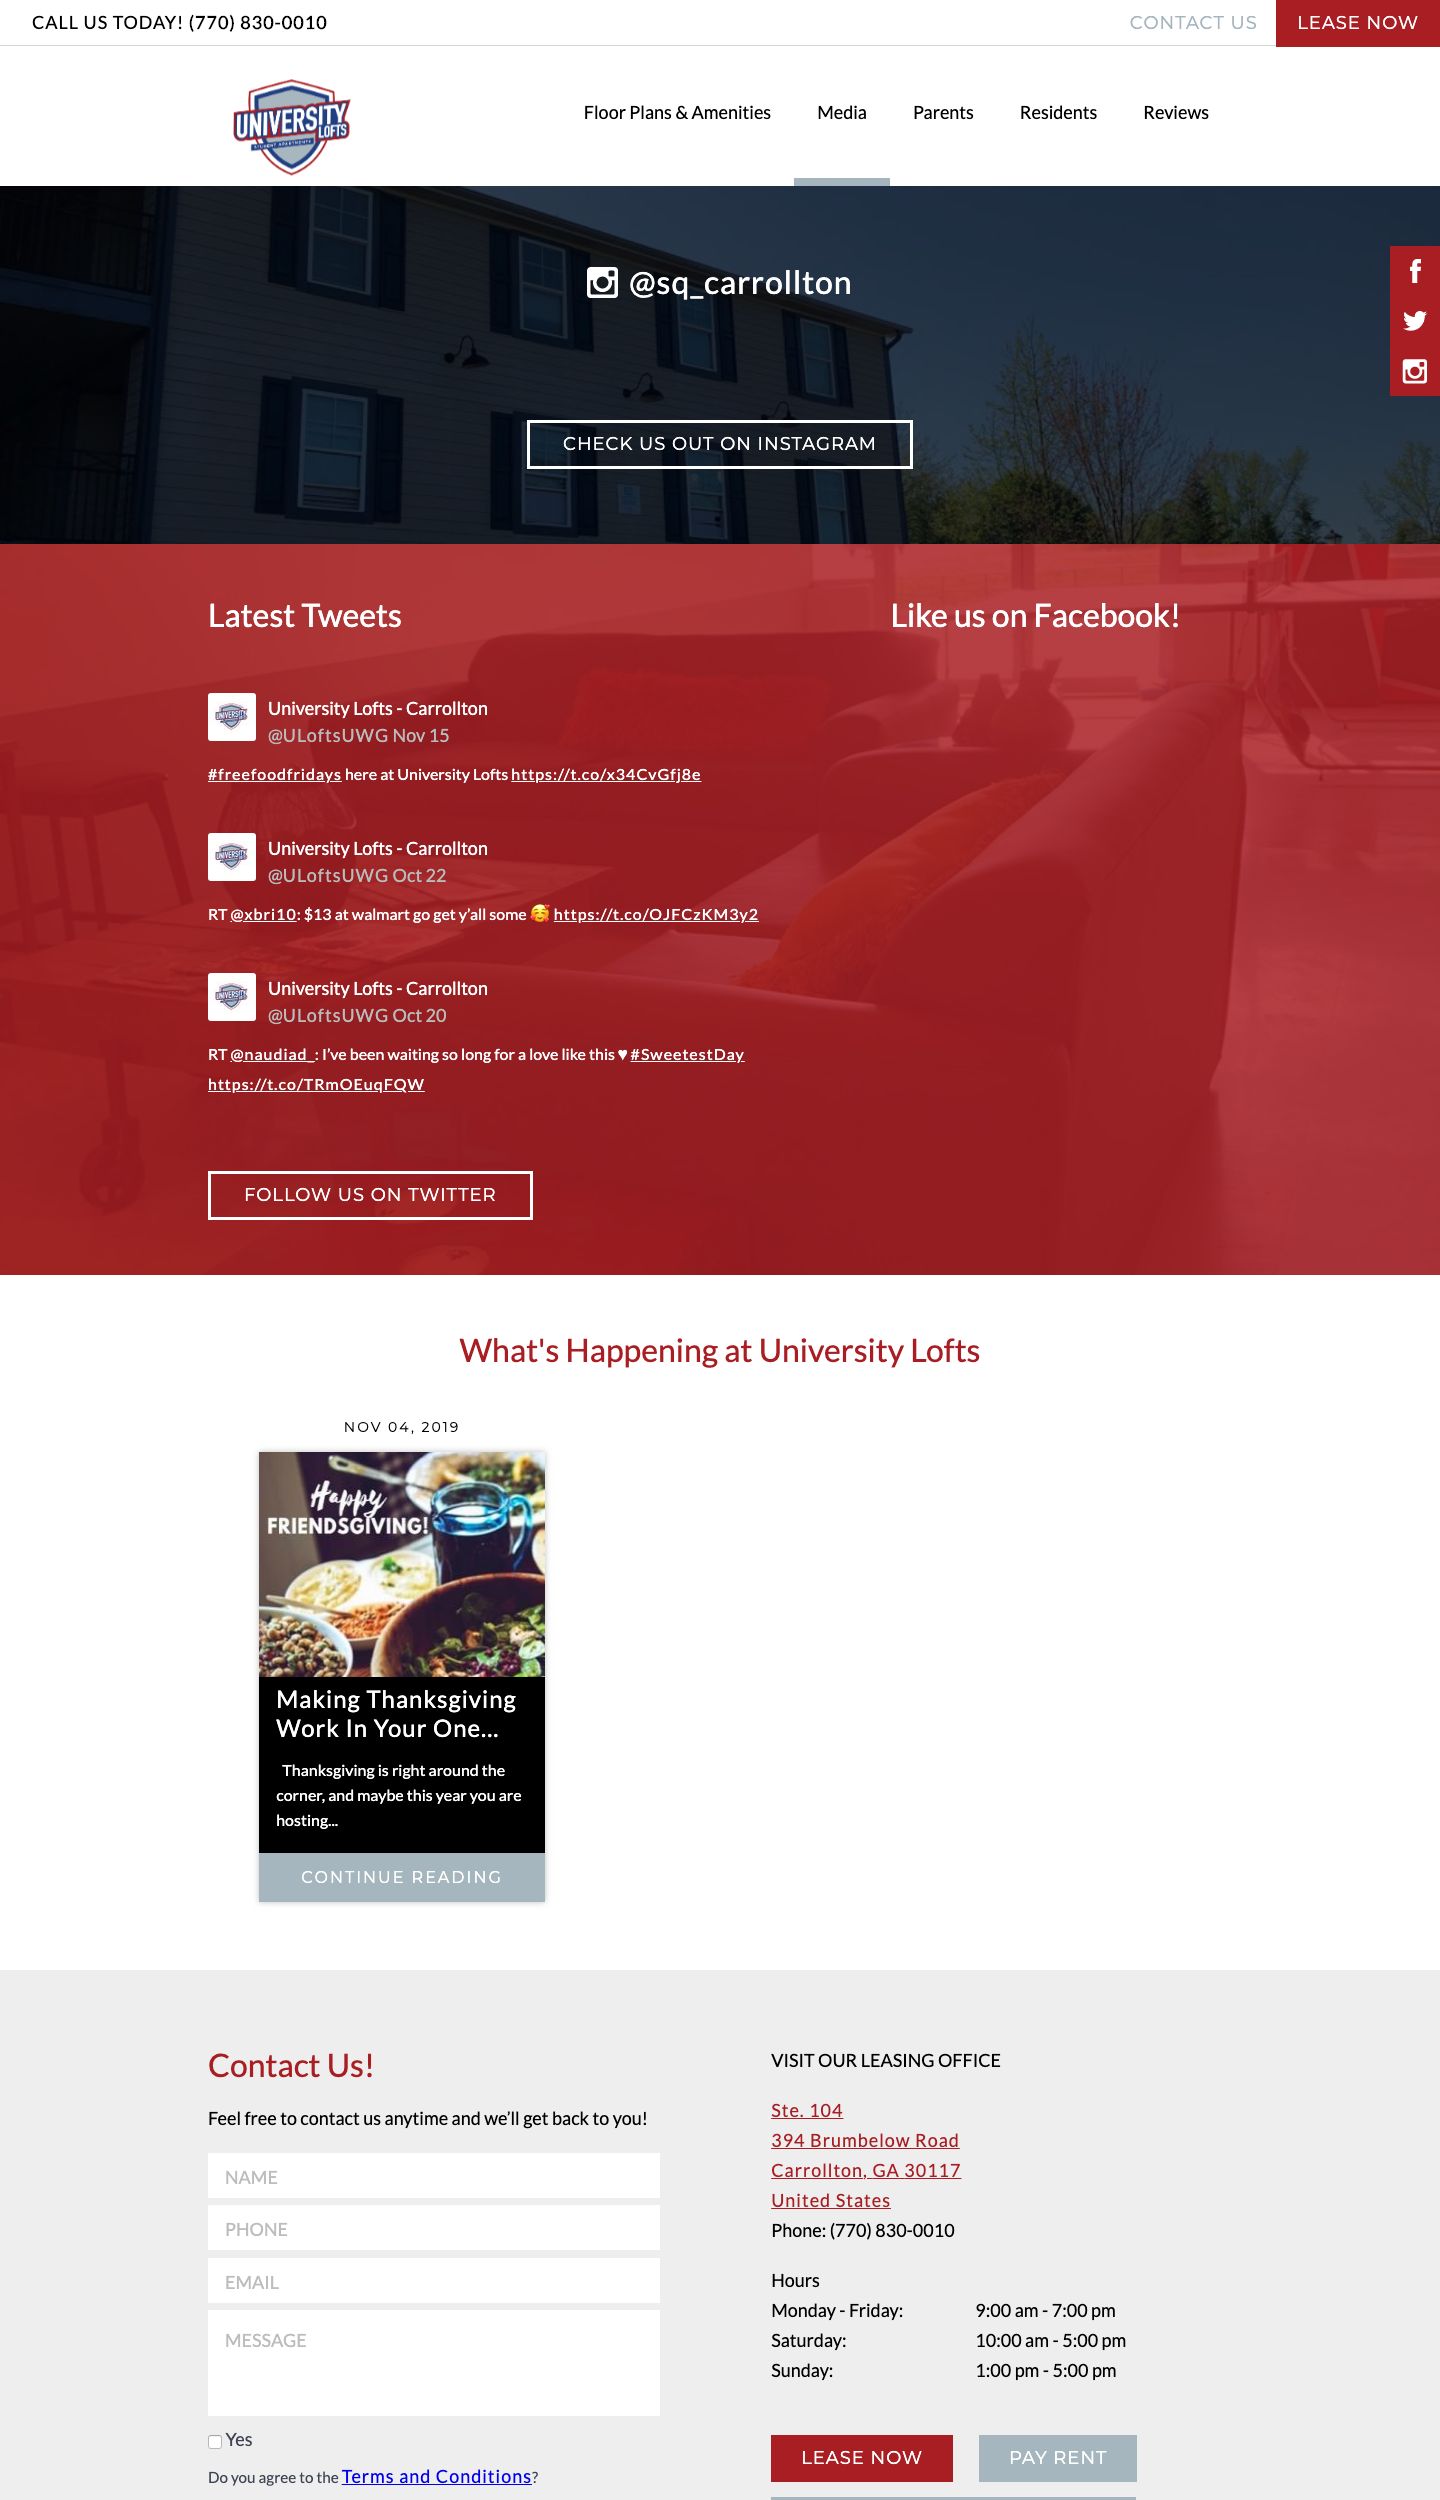 CALL US TODAY! (770) 830-0010
CONTACT US
LEASE NOW
UNIVERSITY
LOFTS
STUDENT APARTMENTS
Floor Plans & Amenities
Media
Parents
Residents
Reviews
@sq_carrollton
CHECK US OUT ON INSTAGRAM
Latest Tweets
UNIVERSITY
University Lofts - Carrollton
@ULoftsUWG Nov 15
#freefoodfridays here at University Lofts https://t.co/x34CvGfj8e
UNIVERSITY
University Lofts - Carrollton
@ULoftsUWG Oct 22
RT @xbri10: $13 at walmart go get y’all some 🥰 https://t.co/OJFCzKM3y2
UNIVERSITY
University Lofts - Carrollton
@ULoftsUWG Oct 20
RT @naudiad_: I’ve been waiting so long for a love like this ♥ #SweetestDay
https://t.co/TRmOEuqFQW
FOLLOW US ON TWITTER
Like us on Facebook!
What's Happening at University Lofts
NOV 04, 2019
Happy
FRIENDSGIVING!
Making Thanksgiving
Work In Your One...
Thanksgiving is right around the
corner, and maybe this year you are
hosting...
CONTINUE READING
Contact Us!
Feel free to contact us anytime and we’ll get back to you!
NAME
PHONE
EMAIL
MESSAGE
Yes
Do you agree to the Terms and Conditions?
VISIT OUR LEASING OFFICE
Ste. 104
394 Brumbelow Road
Carrollton, GA 30117
United States
Phone: (770) 830-0010
Hours
Monday - Friday: 9:00 am - 7:00 pm
Saturday: 10:00 am - 5:00 pm
Sunday: 1:00 pm - 5:00 pm
LEASE NOW
PAY RENT